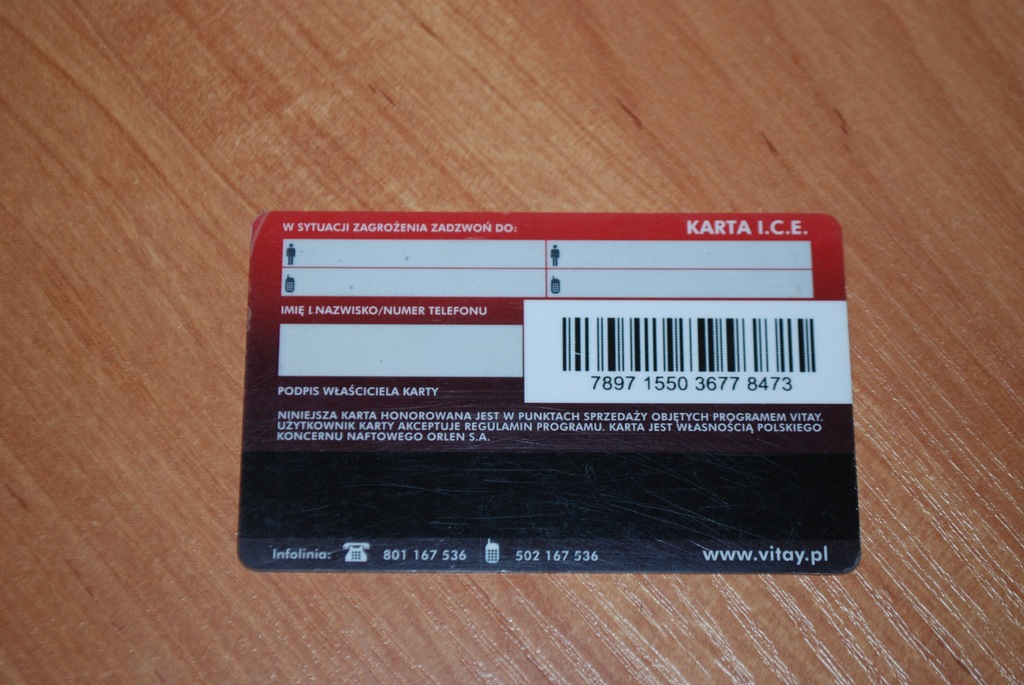 W SYTUACJI ZAGROŻENIA ZADZWOŃ DO:
KARTA I.C.E.
IMIĘ I NAZWISKO/NUMER TELEFONU
7897 1550 3677 8473
PODPIS WŁAŚCICIELA KARTY
NINIEJSZA KARTA HONOROWANA JEST W PUNKTACH SPRZEDAŻY OBJĘTYCH PROGRAMEM VITAY.
UŻYTKOWNIK KARTY AKCEPTUJE REGULAMIN PROGRAMU. KARTA JEST WŁASNOŚCIĄ POLSKIEGO
KONCERNU NAFTOWEGO ORLEN S.A.
Infolinia: 801 167 536 502 167 536 www.vitay.pl